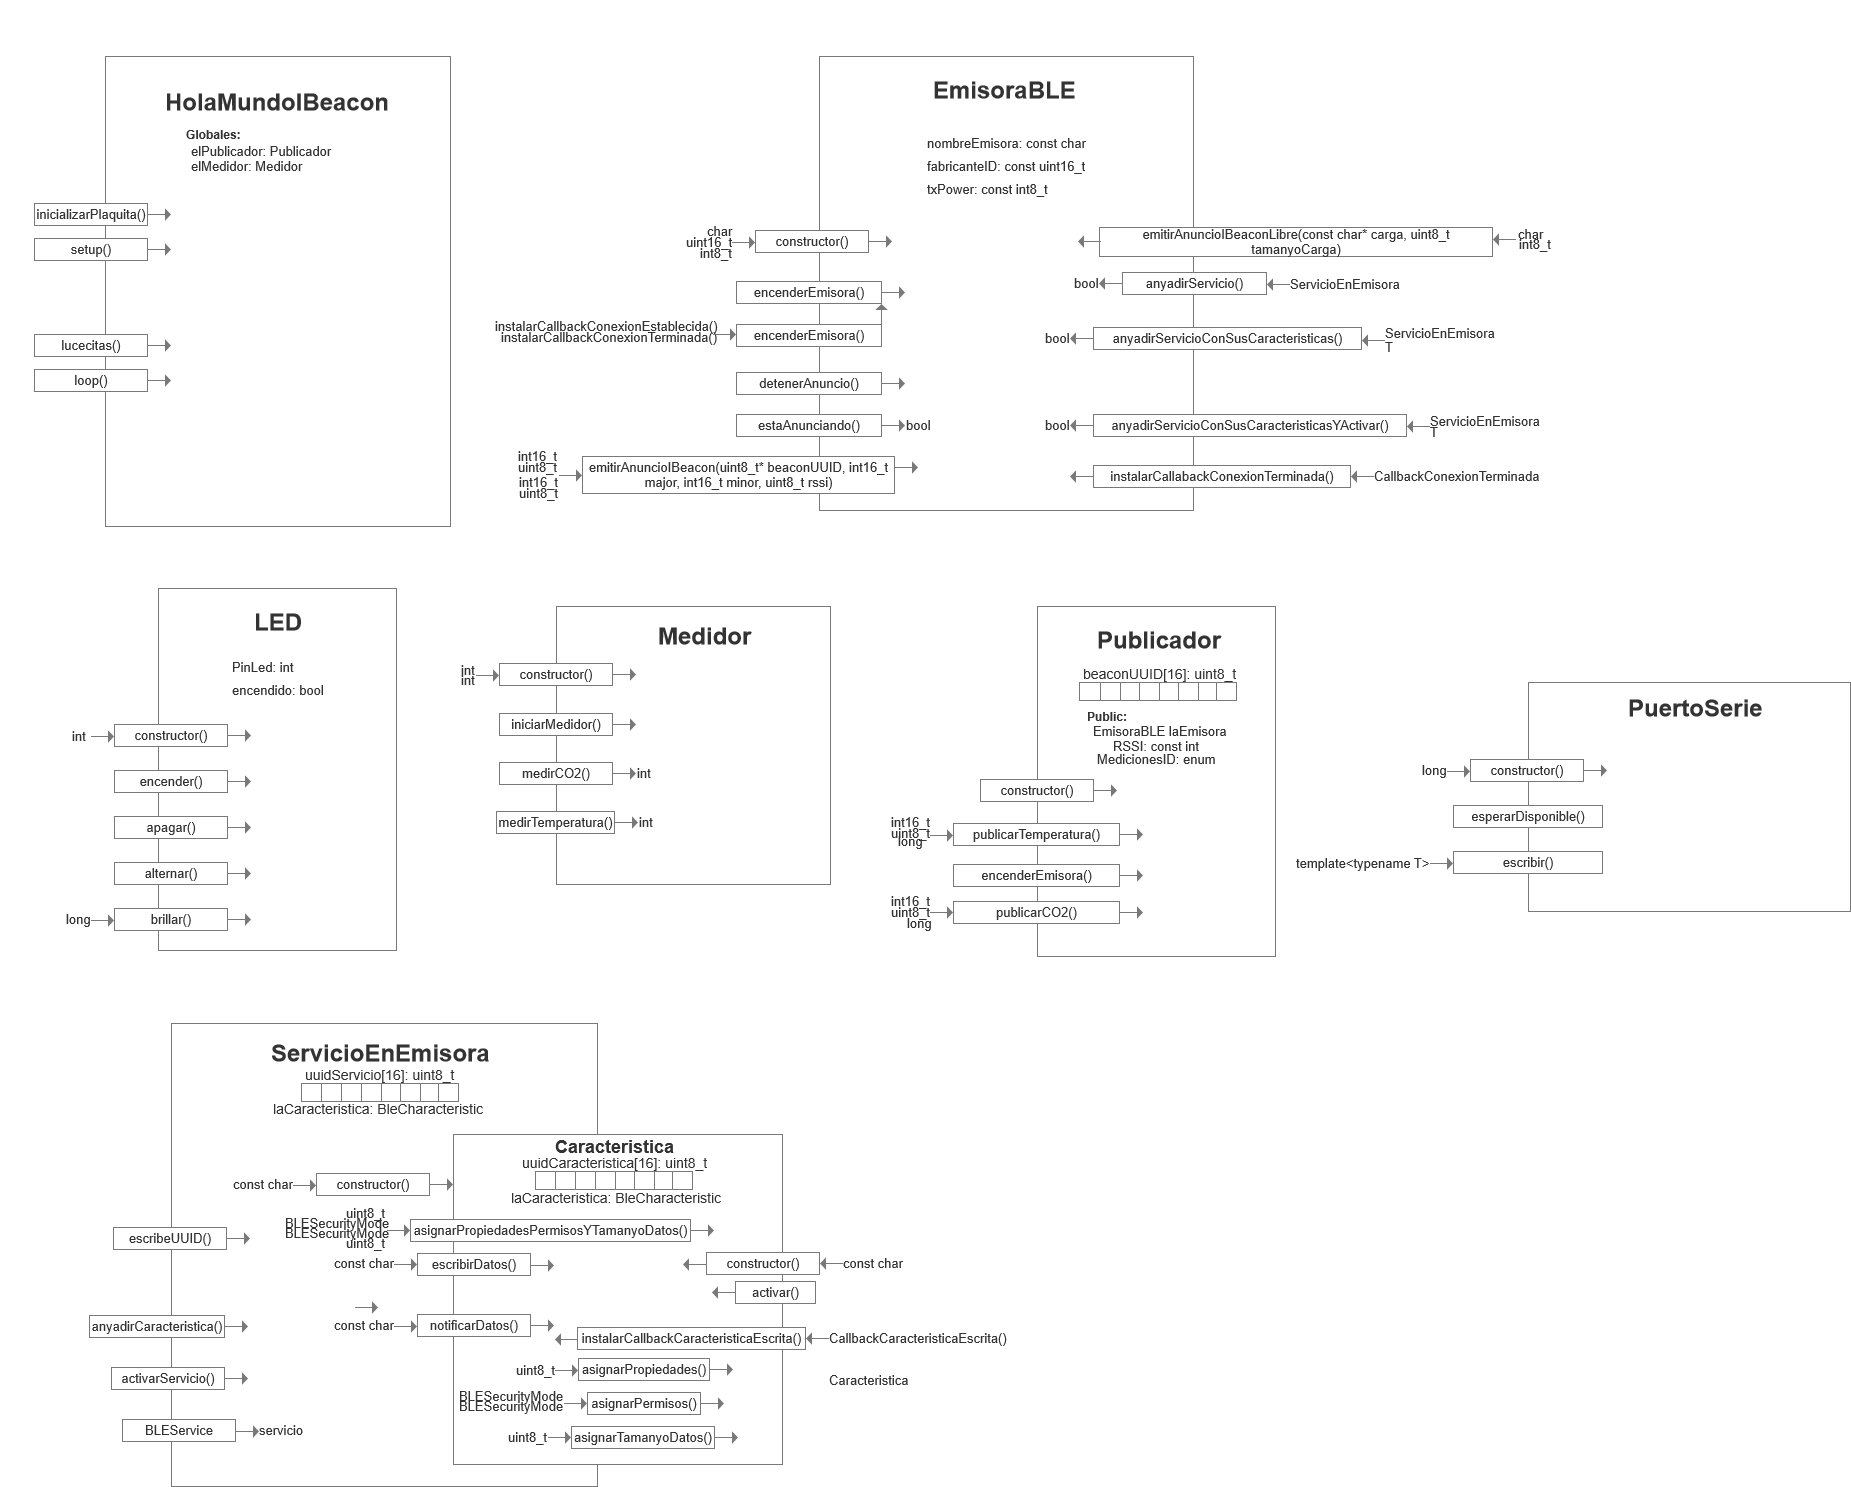 HolaMundoIBeacon
Globales:
elPublicador: Publicador
elMedidor: Medidor
inicializarPlaquita()
setup()
lucecitas()
loop()
EmisoraBLE
nombreEmisora: const char
fabricanteID: const uint16_t
txPower: const int8_t
char
uint16_t
int8_t
constructor()
encenderEmisora()
instalarCallbackConexionEstablecida()
instalarCallbackConexionTerminada()
encenderEmisora()
detenerAnuncio()
estaAnunciando()
bool
int16_t
uint8_t
int16_t
uint8_t
emitirAnuncioIBeacon(uint8_t* beaconUUID, int16_t
major, int16_t minor, uint8_t rssi)
emitirAnuncioIBeaconLibre(const char* carga, uint8_t
tamanyoCarga)
char
int8_t
bool
anyadirServicio()
ServicioEnEmisora
bool
anyadirServicioConSusCaracteristicas()
ServicioEnEmisora
T
bool
anyadirServicioConSusCaracteristicasYActivar()
ServicioEnEmisora
T
instalarCallabackConexionTerminada()
CallbackConexionTerminada
LED
PinLed: int
encendido: bool
int
constructor()
encender()
apagar()
alternar()
long
brillar()
Medidor
int
int
constructor()
iniciarMedidor()
medirCO2()
int
medirTemperatura()
int
Publicador
beaconUUID[16]: uint8_t
Public:
EmisoraBLE laEmisora
RSSI: const int
MedicionesID: enum
constructor()
int16_t
uint8_t
long
publicarTemperatura()
encenderEmisora()
int16_t
uint8_t
long
publicarCO2()
PuertoSerie
long
constructor()
esperarDisponible()
template<typename T>
escribir()
ServicioEnEmisora
uuidServicio[16]: uint8_t
laCaracteristica: BleCharacteristic
const char
constructor()
escribeUUID()
anyadirCaracteristica()
activarServicio()
BLEService
servicio
Caracteristica
uuidCaracteristica[16]: uint8_t
laCaracteristica: BleCharacteristic
uint8_t
BLESecurityMode
BLESecurityMode
uint8_t
asignarPropiedadesPermisosYTamanyoDatos()
const char
escribirDatos()
constructor()
const char
activar()
const char
notificarDatos()
instalarCallbackCaracteristicaEscrita()
CallbackCaracteristicaEscrita()
uint8_t
asignarPropiedades()
Caracteristica
BLESecurityMode
BLESecurityMode
asignarPermisos()
uint8_t
asignarTamanyoDatos()